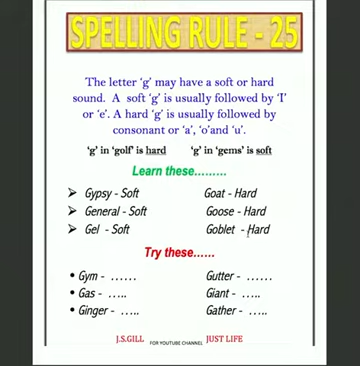 SPELLING RULE - 25
The letter 'g' may have a soft or hard
sound. A soft 'g' is usually followed by 'I'
or 'e'. A hard 'g' is usually followed by
consonant or 'a', 'o'and 'u'.
'g' in 'golf' is hard 'g' in 'gems' is soft
Learn these.........
➤ Gypsy - Soft Goat - Hard
➤ General - Soft Goose - Hard
➤ Gel - Soft Goblet - Hard
Try these......
• Gym - ...... Gutter - ......
• Gas - ..... Giant - .....
• Ginger - ..... Gather - .....
J.S.GILL FOR YOUTUBE CHANNEL JUST LIFE